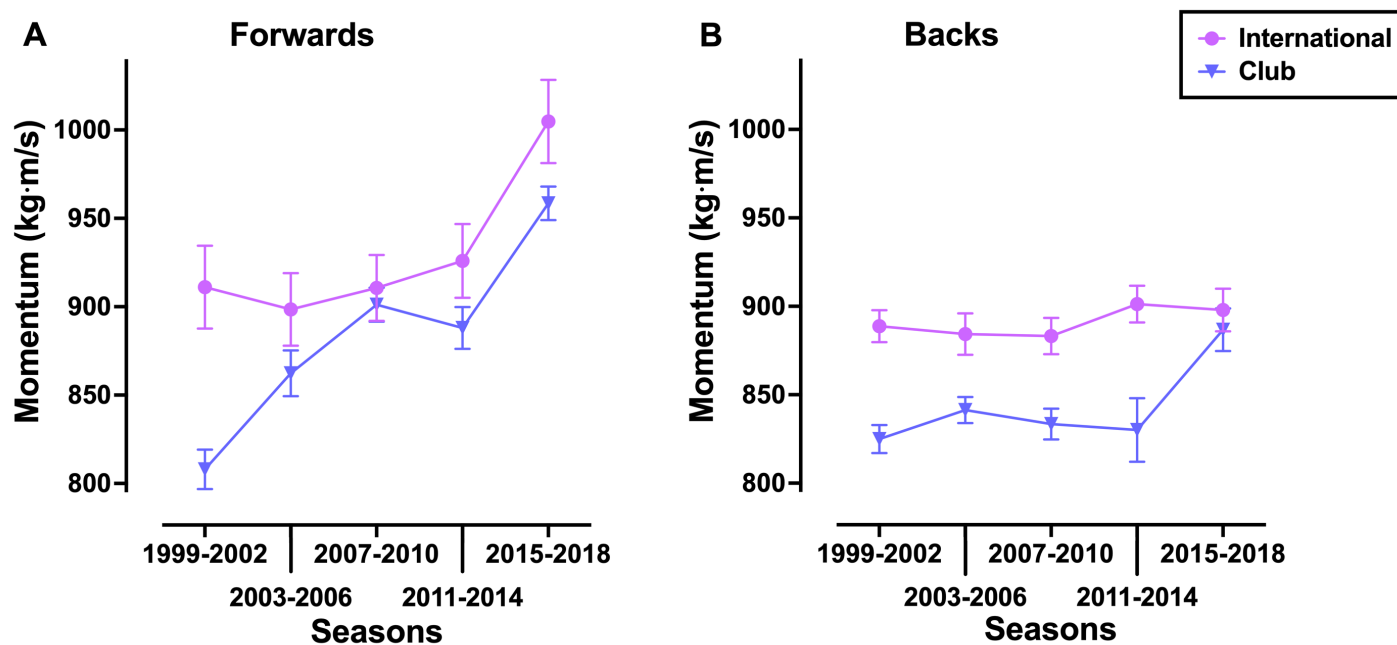 A
Forwards
Momentum (kg·m/s)
1000
950
900
850
800
1999-2002
2007-2010
2015-2018
2003-2006
2011-2014
Seasons
B
Backs
International
Club
Momentum (kg·m/s)
1000
950
900
850
800
1999-2002
2007-2010
2015-2018
2003-2006
2011-2014
Seasons